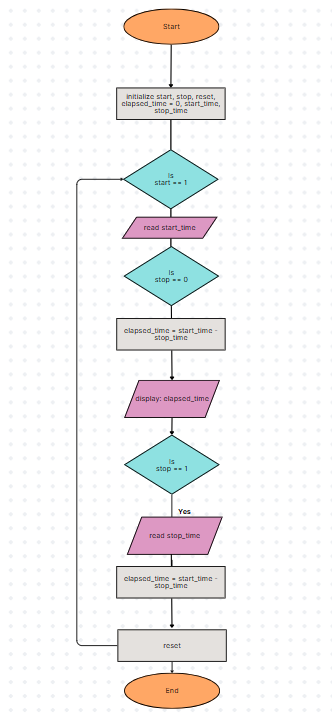 Start
initialize start, stop, reset,
elapsed_time = 0, start_time,
stop_time
is
start == 1
read start_time
is
stop == 0
elapsed_time = start_time -
stop_time
display: elapsed_time
is
stop == 1
Yes
read stop_time
elapsed_time = start_time -
stop_time
reset
End